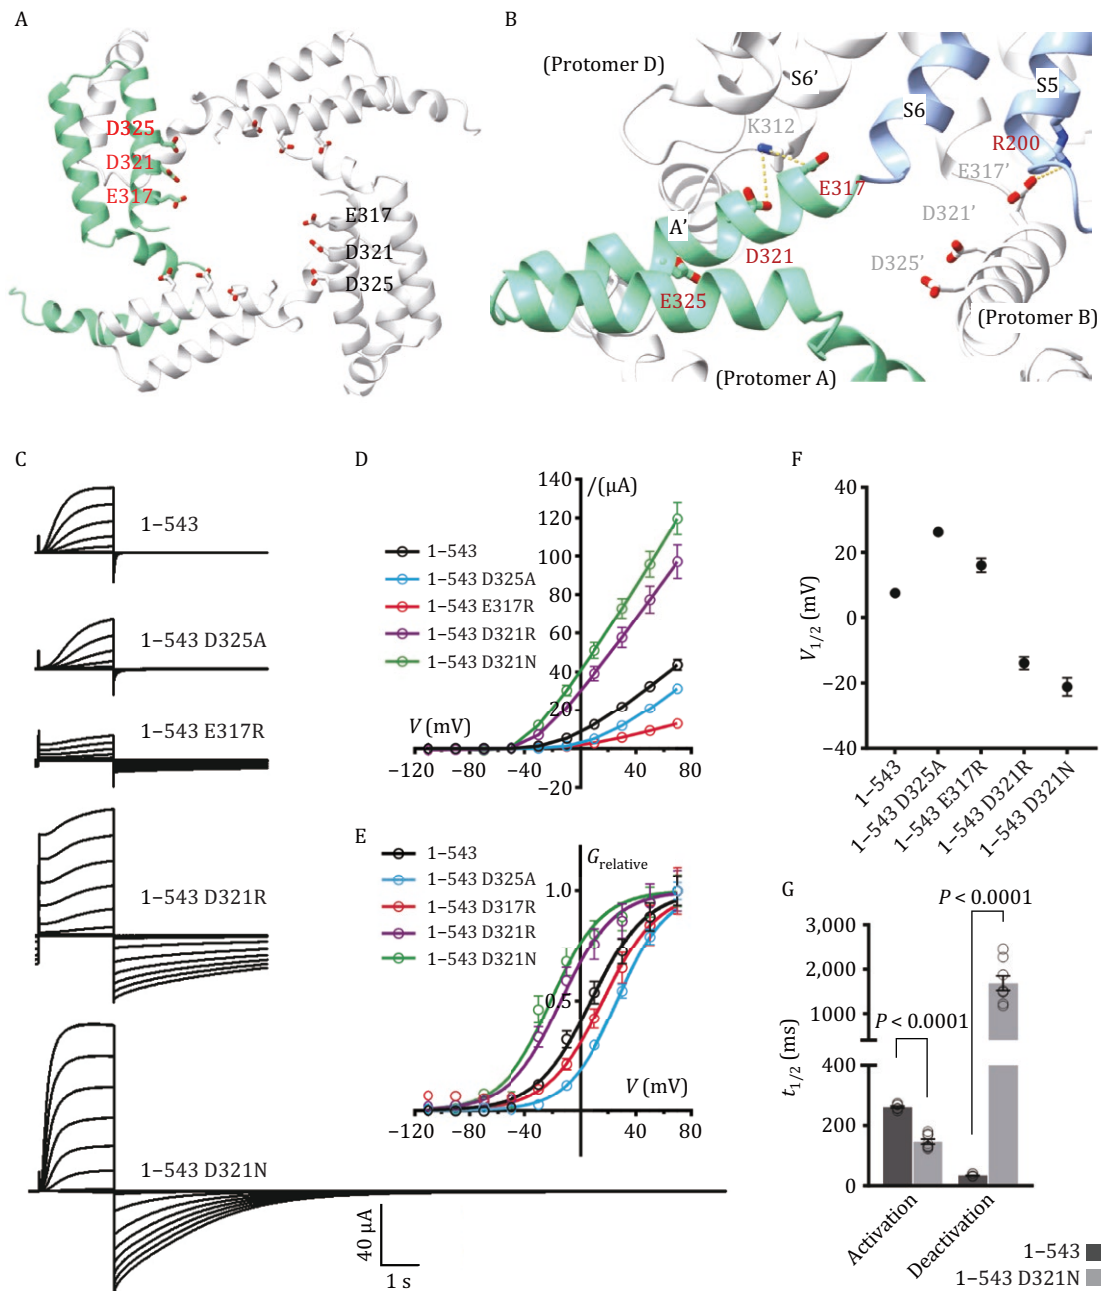 A
D325
D321
E317
E317
D321
D325
B
(Protomer D)
S6'
S6
S5
K312
R200
E317'
E317
D321'
A'
D321
D325'
E325
(Protomer B)
(Protomer A)
C
1−543
1−543 D325A
1−543 E317R
1−543 D321R
1−543 D321N
40 μA
1 s
D
140
120
100
80
60
40
20
−20
I(μA)
V (mV)
−120 −80 −40 40 80
1−543
1−543 D325A
1−543 E317R
1−543 D321R
1−543 D321N
E
Grelative
1.0
0.5
V (mV)
−120 −80 −40 40 80
1−543
1−543 D325A
1−543 D317R
1−543 D321R
1−543 D321N
F
V1/2 (mV)
40
20
0
−20
−40
1−543
1−543 D325A
1−543 E317R
1−543 D321R
1−543 D321N
G
P < 0.0001
P < 0.0001
t1/2 (ms)
3,000
2,000
1000
400
200
0
Activation
Deactivation
1−543
1−543 D321N